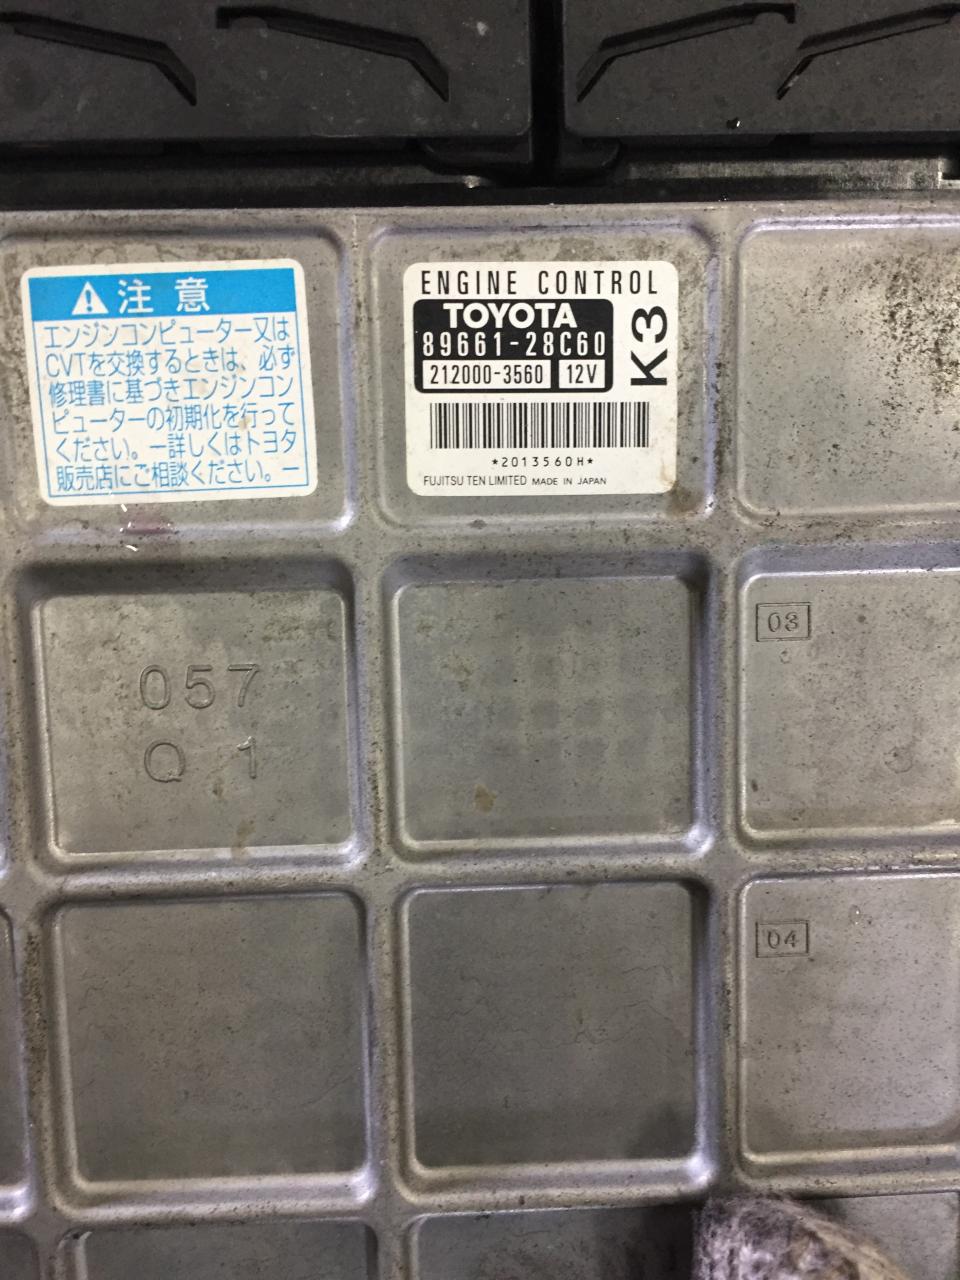 注意
エンジンコンピューター又は
CVTを交換するときは、必ず
修理書に基づきエンジンコン
ピューターの初期化を行って
ください。ー詳しくはトヨタ
販売店にご相談ください。ー
ENGINE CONTROL
TOYOTA
89661-28C60
212000-3560 12V
K3
*2013560H*
FUJITSU TEN LIMITED MADE IN JAPAN
057
Q 1
03
04